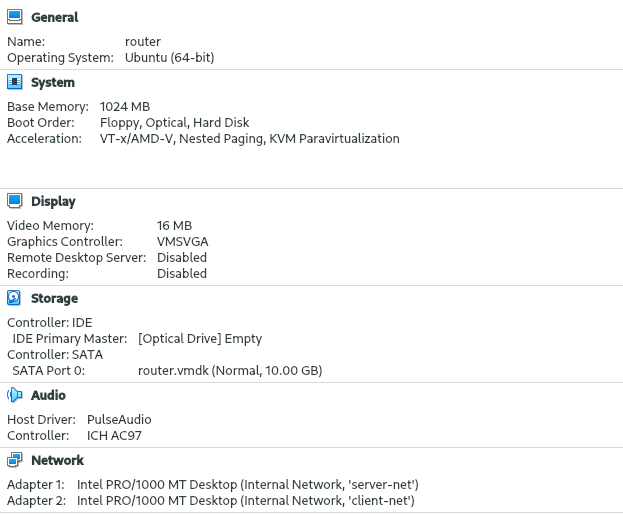 General
Name: router
Operating System: Ubuntu (64-bit)
System
Base Memory: 1024 MB
Boot Order: Floppy, Optical, Hard Disk
Acceleration: VT-x/AMD-V, Nested Paging, KVM Paravirtualization
Display
Video Memory: 16 MB
Graphics Controller: VMSVGA
Remote Desktop Server: Disabled
Recording: Disabled
Storage
Controller: IDE
IDE Primary Master: [Optical Drive] Empty
Controller: SATA
SATA Port 0: router.vmdk (Normal, 10.00 GB)
Audio
Host Driver: PulseAudio
Controller: ICH AC97
Network
Adapter 1: Intel PRO/1000 MT Desktop (Internal Network, 'server-net')
Adapter 2: Intel PRO/1000 MT Desktop (Internal Network, 'client-net')